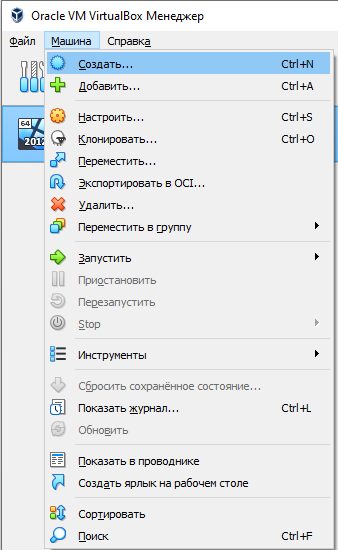 Oracle VM VirtualBox Менеджер
Файл Машина Справка
Создать... Ctrl+N
Добавить... Ctrl+A
Настроить... Ctrl+S
Клонировать... Ctrl+O
Переместить...
Экспортировать в OCI...
Удалить...
Переместить в группу
Запустить
Приостановить
Перезапустить
Stop
Инструменты
Сбросить сохранённое состояние...
Показать журнал... Ctrl+L
Обновить
Показать в проводнике
Создать ярлык на рабочем столе
Сортировать
Поиск Ctrl+F
64
2012